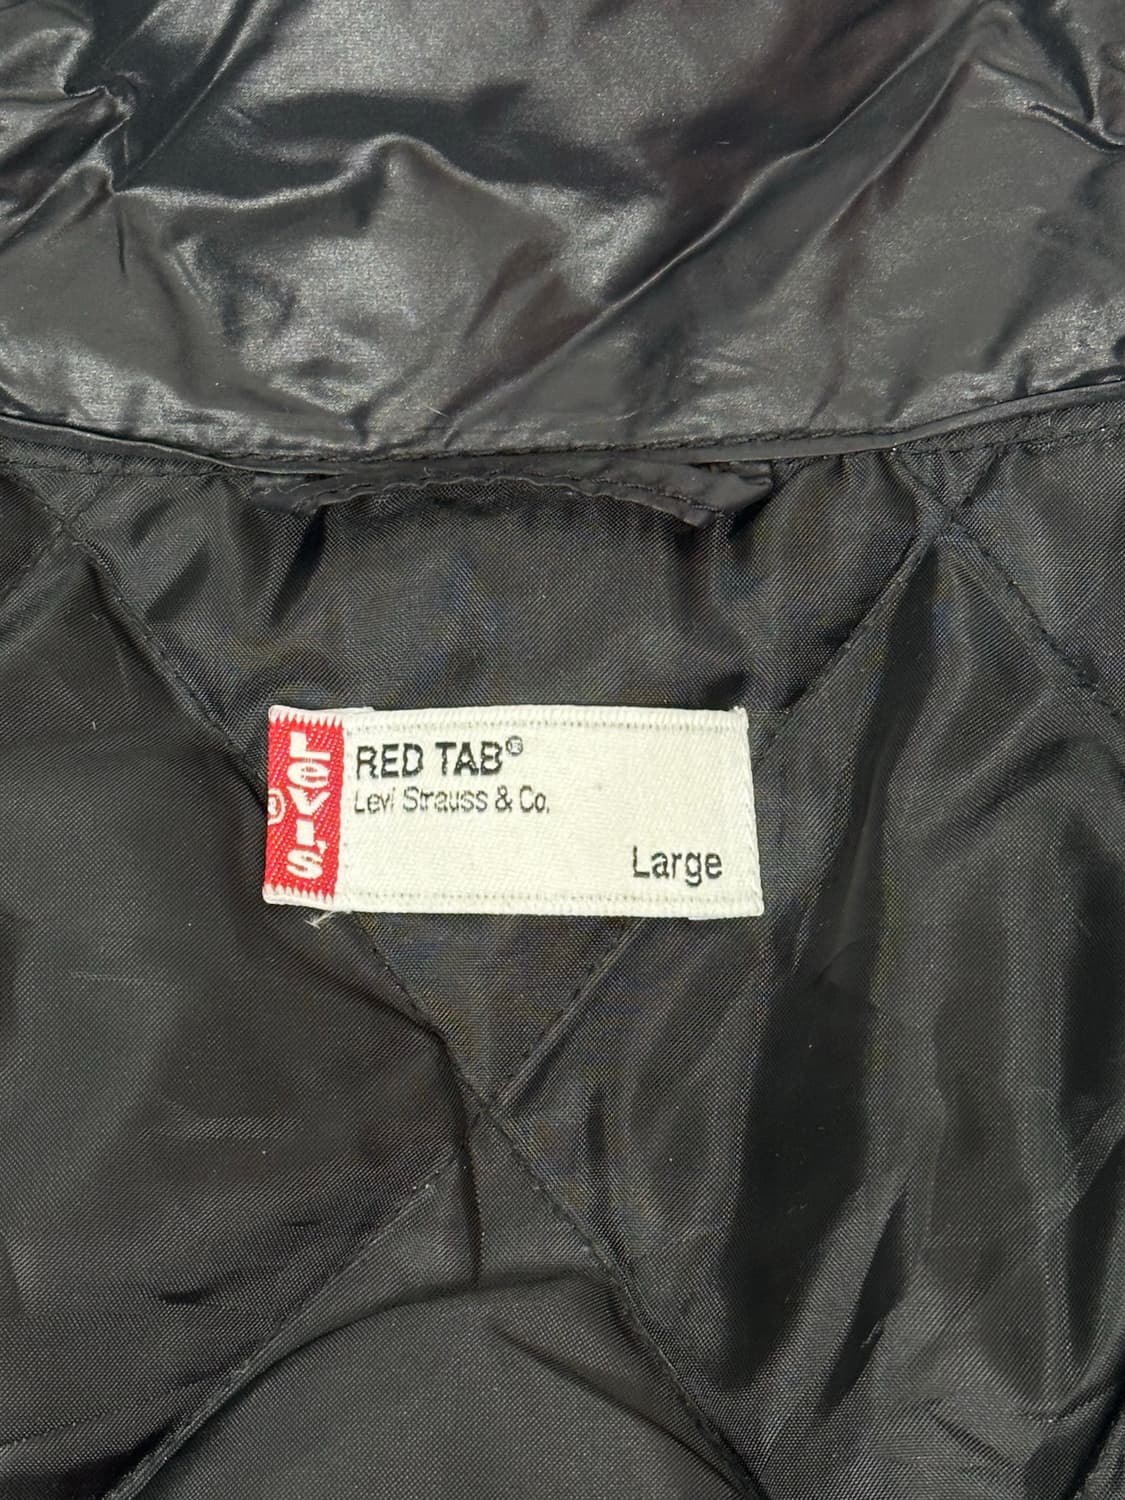 LEVI'S ®
RED TAB®
Levi Strauss & Co.
Large